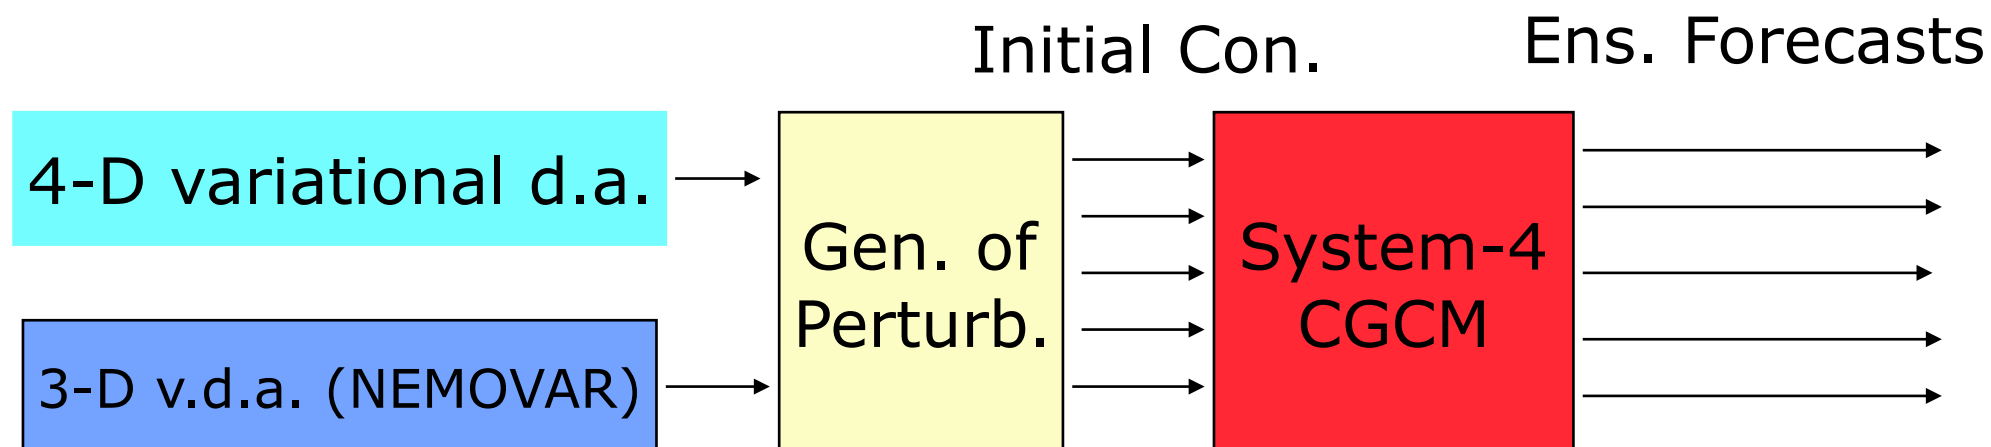 Initial Con.
Ens. Forecasts
4-D variational d.a.
3-D v.d.a. (NEMOVAR)
Gen. of
Perturb.
System-4
CGCM